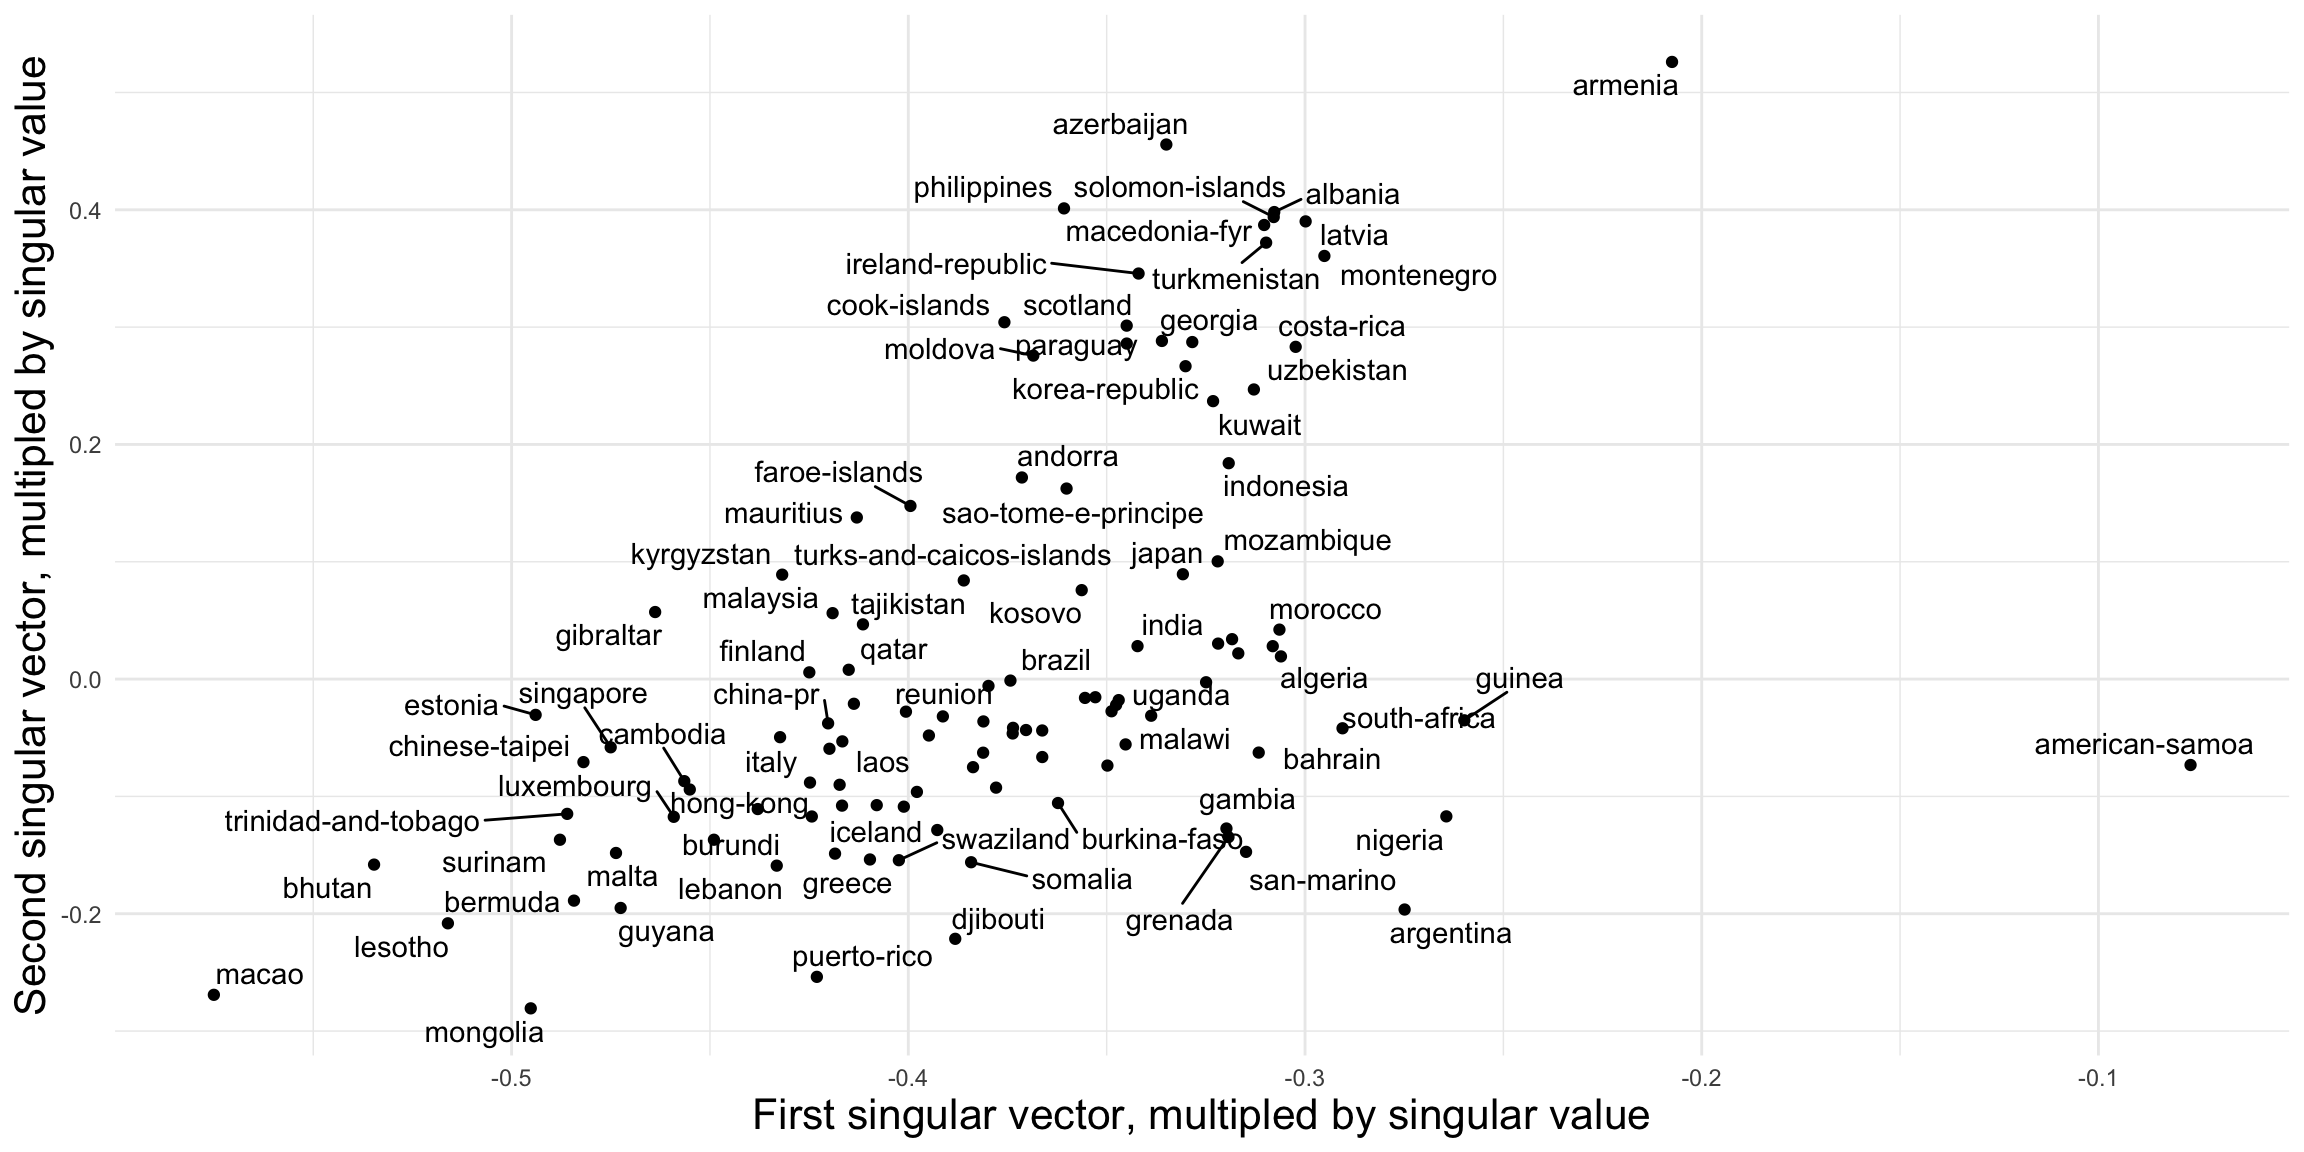 Second singular vector, multipled by singular value
0.4
0.2
0.0
-0.2
armenia
azerbaijan
philippines
solomon-islands
albania
macedonia-fyr
latvia
ireland-republic
turkmenistan
montenegro
cook-islands
scotland
georgia
costa-rica
moldova
paraguay
uzbekistan
korea-republic
kuwait
andorra
faroe-islands
indonesia
mauritius
sao-tome-e-principe
mozambique
kyrgyzstan
turks-and-caicos-islands
japan
malaysia
tajikistan
kosovo
morocco
gibraltar
india
finland
qatar
brazil
algeria
guinea
estonia
singapore
china-pr
reunion
uganda
south-africa
chinese-taipei
cambodia
malawi
american-samoa
italy
laos
bahrain
luxembourg
hong-kong
gambia
trinidad-and-tobago
iceland
swaziland
burkina-faso
nigeria
burundi
surinam
malta
bhutan
lebanon
greece
somalia
san-marino
bermuda
guyana
djibouti
grenada
argentina
lesotho
puerto-rico
macao
mongolia
-0.5
-0.4
-0.3
-0.2
-0.1
First singular vector, multipled by singular value